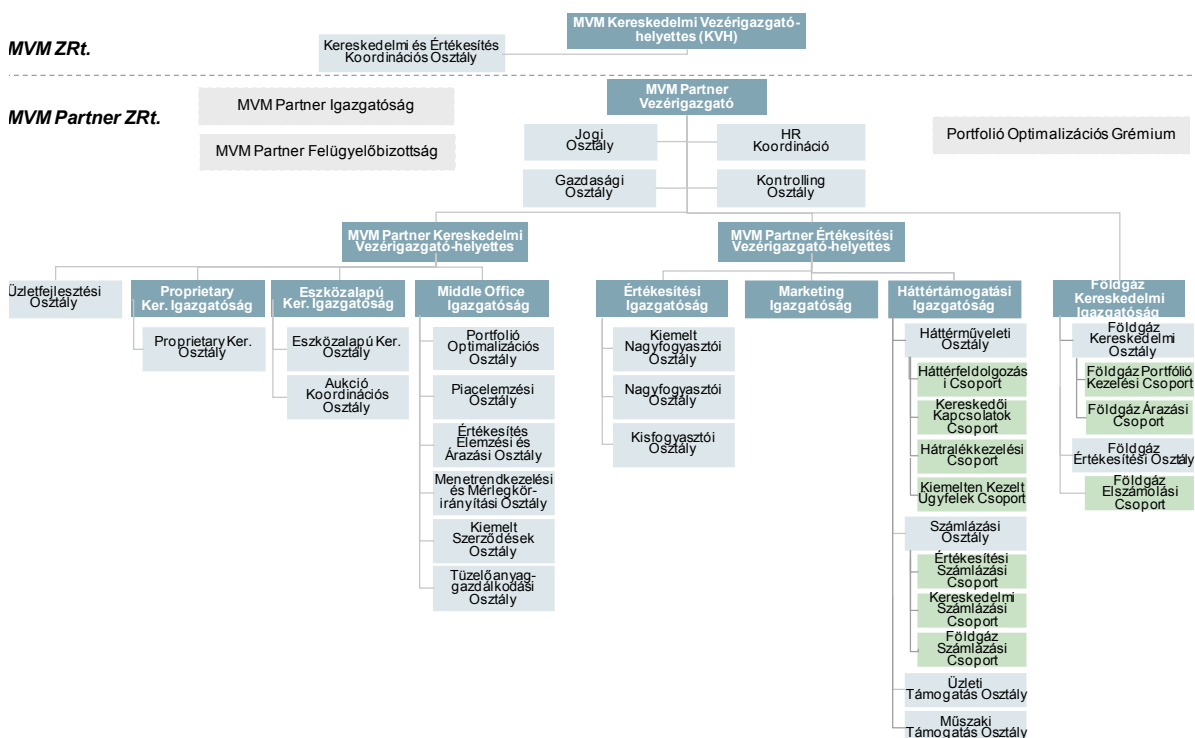 MVM Kereskedelmi Vezérigazgató-
helyettes (KVH)
MVM ZRt.
Kereskedelmi és Értékesítés
Koordinációs Osztály
MVM Partner ZRt.
MVM Partner Igazgatóság
MVM Partner Felügyelőbizottság
MVM Partner
Vezérigazgató
Portfolió Optimalizációs Grémium
Jogi
Osztály
HR
Koordináció
Gazdasági
Osztály
Kontrolling
Osztály
MVM Partner Kereskedelmi
Vezérigazgató-helyettes
MVM Partner Értékesítési
Vezérigazgató-helyettes
Üzletfejlesztési
Osztály
Proprietary
Ker. Igazgatóság
Proprietary Ker.
Osztály
Eszközalapú
Ker. Igazgatóság
Eszközalapú Ker.
Osztály
Aukció
Koordinációs
Osztály
Middle Office
Igazgatóság
Portfolió
Optimalizációs
Osztály
Piacelemzési
Osztály
Értékesítés
Elemzési és
Árazási Osztály
Menetrendkezelési
és Mérlegkör-
irányítási Osztály
Kiemelt
Szerződések
Osztály
Tüzelőanyag-
gazdálkodási
Osztály
Értékesítési
Igazgatóság
Kiemelt
Nagyfogyasztói
Osztály
Nagyfogyasztói
Osztály
Kisfogyasztói
Osztály
Marketing
Igazgatóság
Háttértámogatási
Igazgatóság
Háttérműveleti
Osztály
Háttérfeldolgozás
i Csoport
Kereskedői
Kapcsolatok
Csoport
Hátralékkezelési
Csoport
Kiemelten Kezelt
Ügyfelek Csoport
Számlázási
Osztály
Értékesítési
Számlázási
Csoport
Kereskedelmi
Számlázási
Csoport
Földgáz
Számlázási
Csoport
Üzleti
Támogatás Osztály
Műszaki
Támogatás Osztály
Földgáz
Kereskedelmi
Igazgatóság
Földgáz
Kereskedelmi
Osztály
Földgáz Portfólió
Kezelési Csoport
Földgáz Árazási
Csoport
Földgáz
Értékesítési Osztály
Földgáz
Elszámolási
Csoport